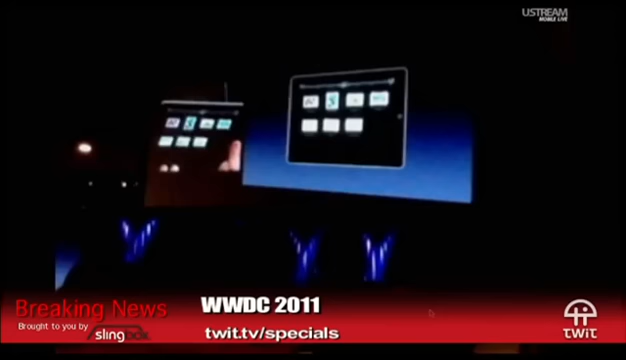 USTREAM
MOBILE LIVE
Breaking News
Brought to you by slingbox
WWDC 2011
twit.tv/specials
TWiT